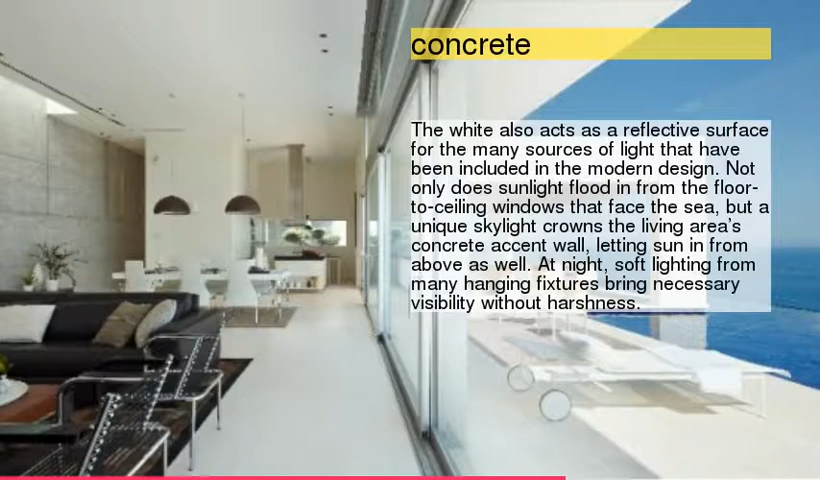 concrete
The white also acts as a reflective surface
for the many sources of light that have
been included in the modern design. Not
only does sunlight flood in from the floor-
to-ceiling windows that face the sea, but a
unique skylight crowns the living area's
concrete accent wall, letting sun in from
above as well. At night, soft lighting from
many hanging fixtures bring necessary
visibility without harshness.